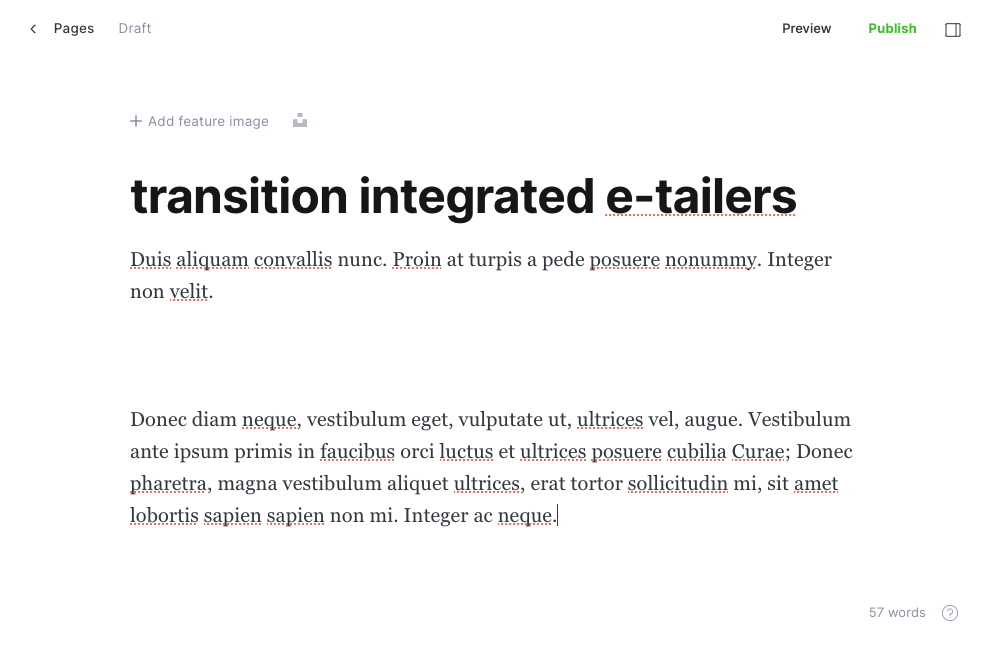 Pages Draft Preview Publish
Add feature image
transition integrated e-tailers
Duis aliquam convallis nunc. Proin at turpis a pede posuere nonummy. Integer
non velit.
Donec diam neque, vestibulum eget, vulputate ut, ultrices vel, augue. Vestibulum
ante ipsum primis in faucibus orci luctus et ultrices posuere cubilia Curae; Donec
pharetra, magna vestibulum aliquet ultrices, erat tortor sollicitudin mi, sit amet
lobortis sapien sapien non mi. Integer ac neque.
57 words